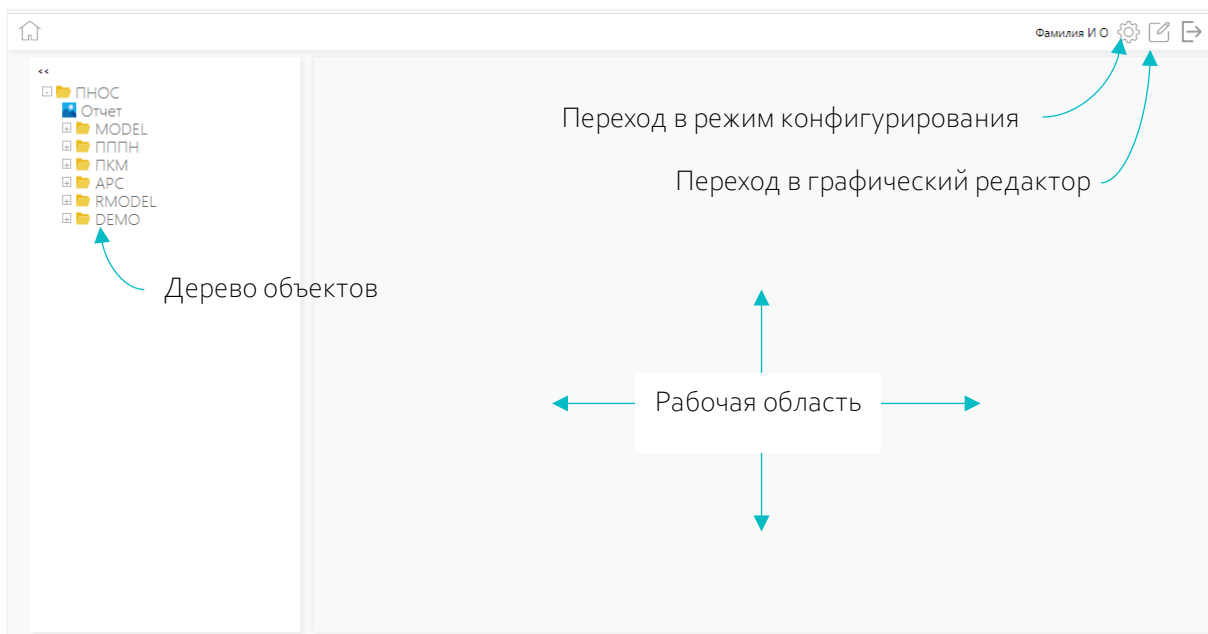 Фамилия И О
<<
ПНОС
Отчет
MODEL
ПППН
ПКМ
APC
RMODEL
DEMO
Переход в режим конфигурирования
Переход в графический редактор
Дерево объектов
Рабочая область